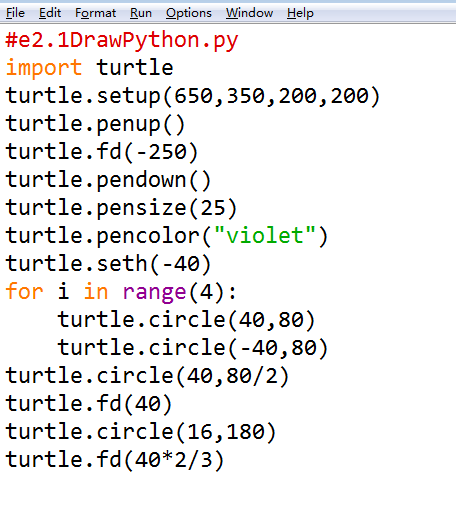 File Edit Format Run Options Window Help
#e2.1DrawPython.py
import turtle
turtle.setup(650,350,200,200)
turtle.penup()
turtle.fd(-250)
turtle.pendown()
turtle.pensize(25)
turtle.pencolor("violet")
turtle.seth(-40)
for i in range(4):
    turtle.circle(40,80)
    turtle.circle(-40,80)
turtle.circle(40,80/2)
turtle.fd(40)
turtle.circle(16,180)
turtle.fd(40*2/3)